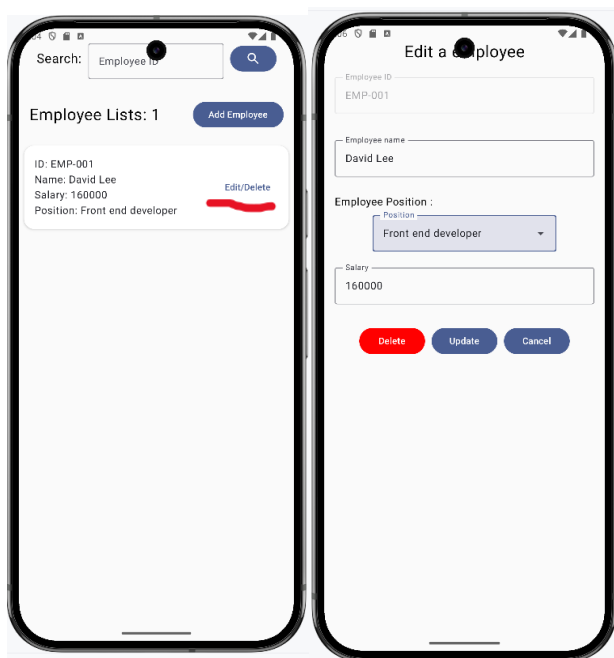 Search:
Employee ID
Employee Lists: 1
Add Employee
ID: EMP-001
Name: David Lee
Salary: 160000
Position: Front end developer
Edit/Delete
Edit a
Employee ID
EMP-001
Employee name
David Lee
Employee Position :
Position
Front end developer
Salary
160000
Delete
Update
Cancel